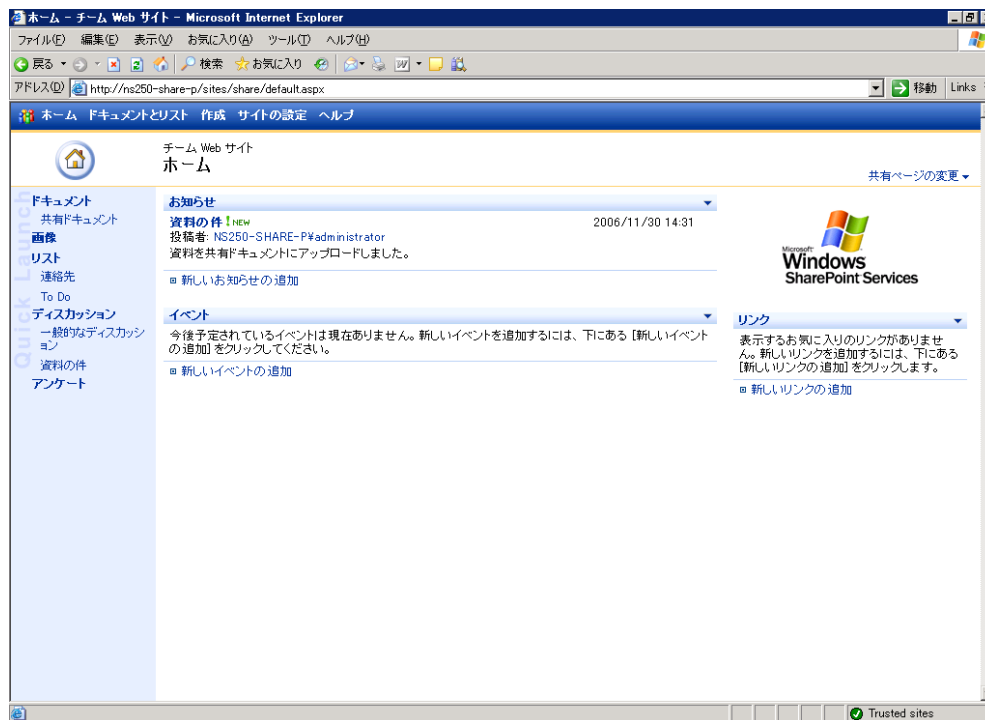 ホーム - チーム Web サイト - Microsoft Internet Explorer
ファイル(F) 編集(E) 表示(V) お気に入り(A) ツール(T) ヘルプ(H)
戻る 検索 お気に入り
アドレス(D) http://ns250-share-p/sites/share/default.aspx 移動 Links
ホーム ドキュメントとリスト 作成 サイトの設定 ヘルプ
チーム Web サイト
ホーム
共有ページの変更
Quick Launch
ドキュメント
共有ドキュメント
画像
リスト
連絡先
To Do
ディスカッション
一般的なディスカッシ
ョン
資料の件
アンケート
お知らせ
資料の件 ! NEW 2006/11/30 14:31
投稿者: NS250-SHARE-P¥administrator
資料を共有ドキュメントにアップロードしました。
新しいお知らせの追加
イベント
今後予定されているイベントは現在ありません。新しいイベントを追加するには、下にある [新しいイベント
の追加] をクリックしてください。
新しいイベントの追加
Microsoft
Windows
SharePoint Services
リンク
表示するお気に入りのリンクがありませ
ん。新しいリンクを追加するには、下にある
[新しいリンクの追加] をクリックします。
新しいリンクの追加
Trusted sites